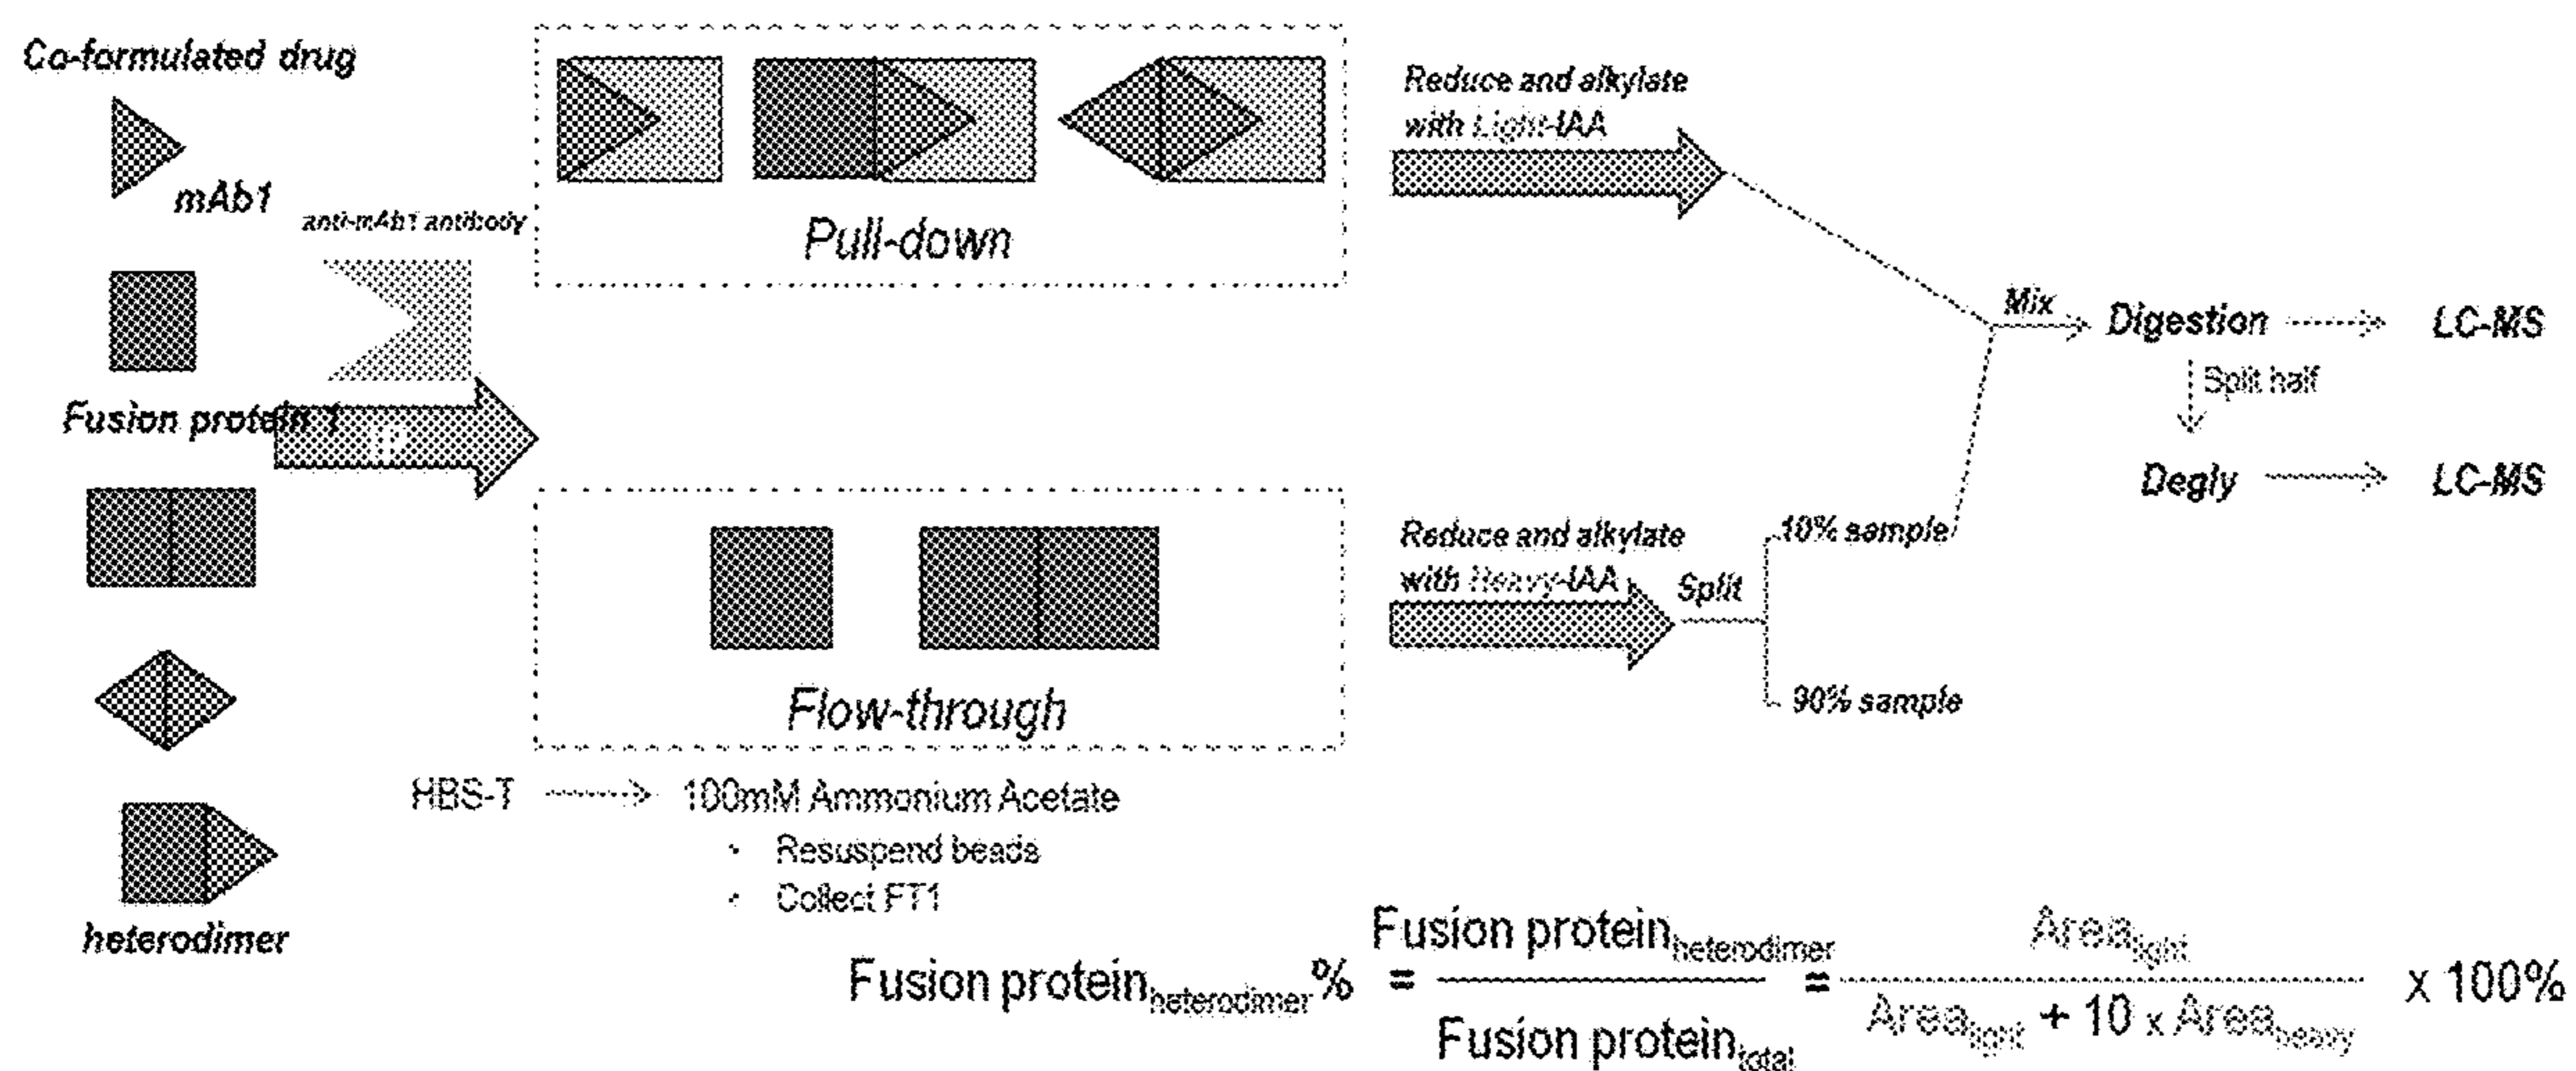 Co-formulated drug
mAb1
anti-mAb1 antibody
Fusion protein 1
IP
heterodimer
Pull-down
Flow-through
HBS-T
100mM Ammonium Acetate
· Resuspend beads
· Collect FT1
Reduce and alkylate
with Light-IAA
Reduce and alkylate
with Heavy-IAA
Split
10% sample
90% sample
Mix
Digestion
LC-MS
Split half
Degly
LC-MS
Fusion protein heterodimer % = Fusion protein heterodimer / Fusion protein total = Area light / Area light + 10 x Area heavy x 100%